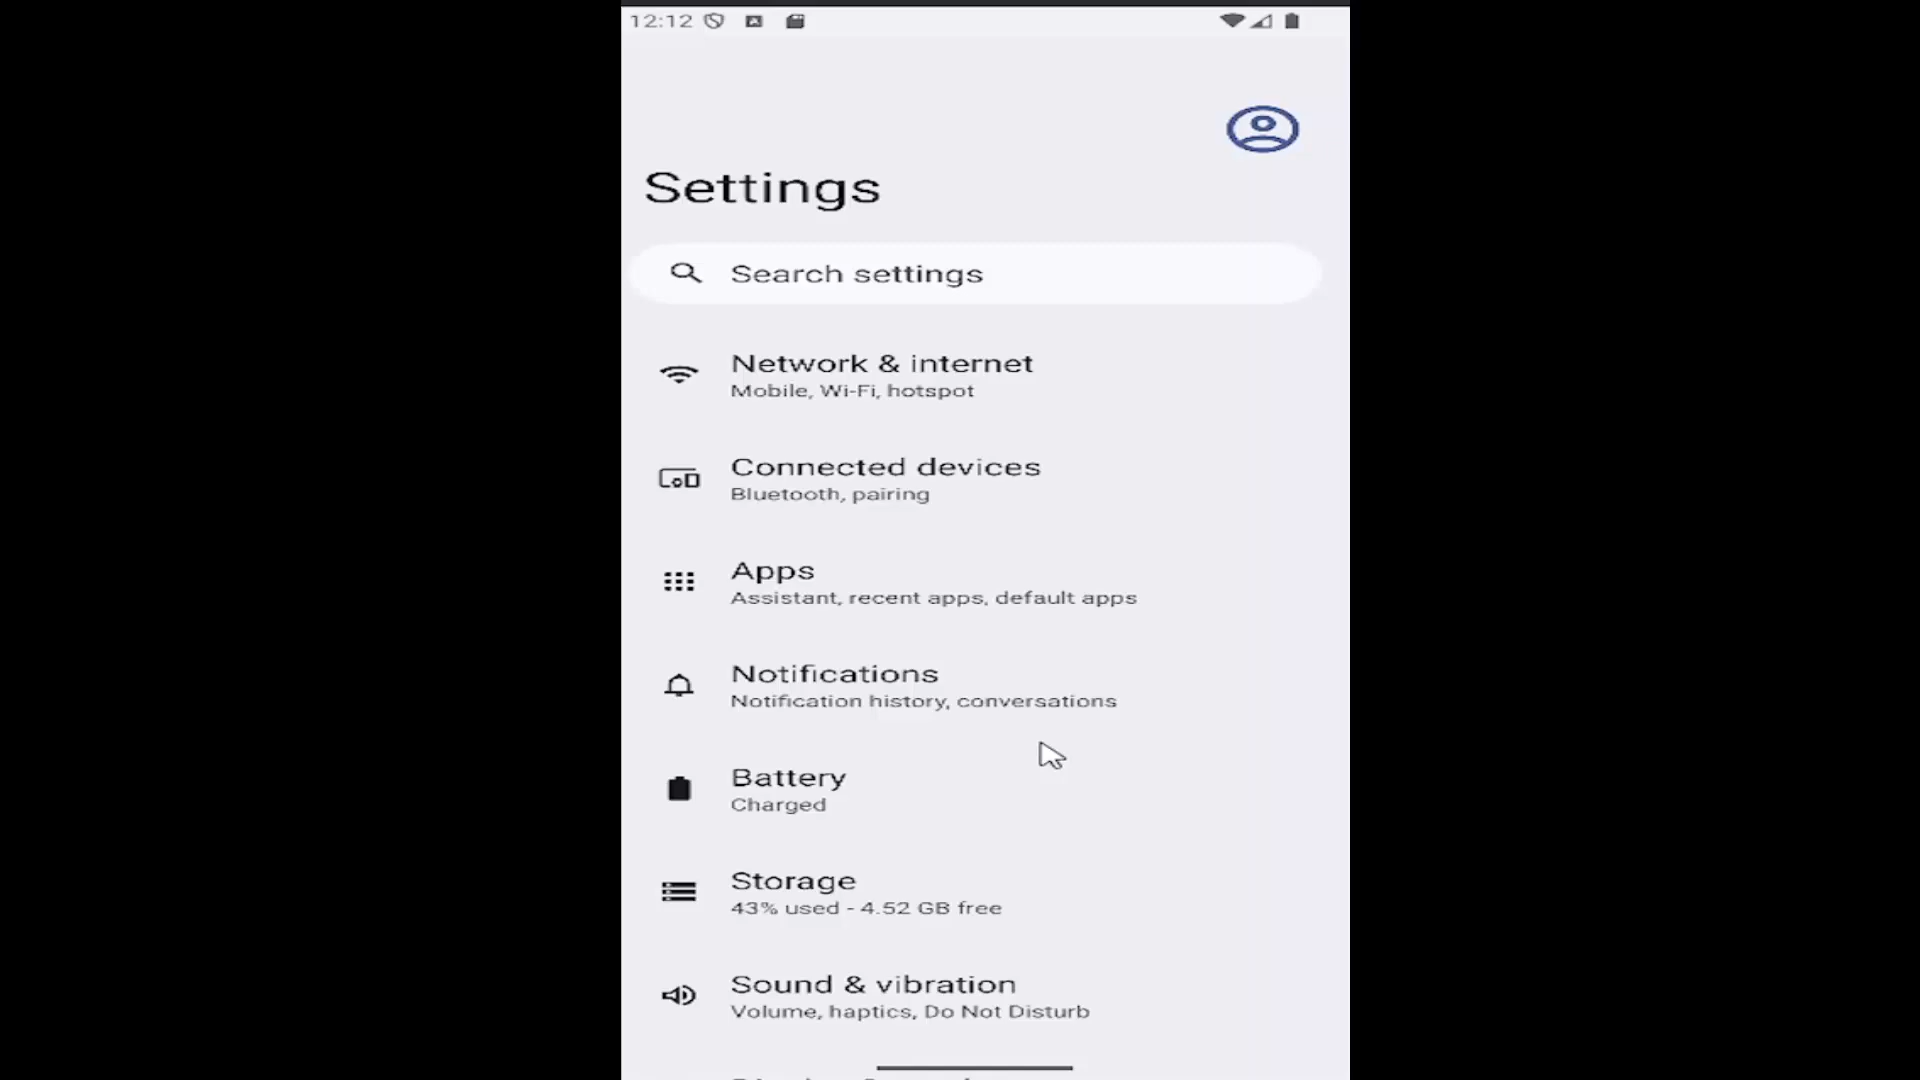 12:12
Settings
Search settings
Network & internet
Mobile, Wi-Fi, hotspot
Connected devices
Bluetooth, pairing
Apps
Assistant, recent apps, default apps
Notifications
Notification history, conversations
Battery
Charged
Storage
43% used - 4.52 GB free
Sound & vibration
Volume, haptics, Do Not Disturb